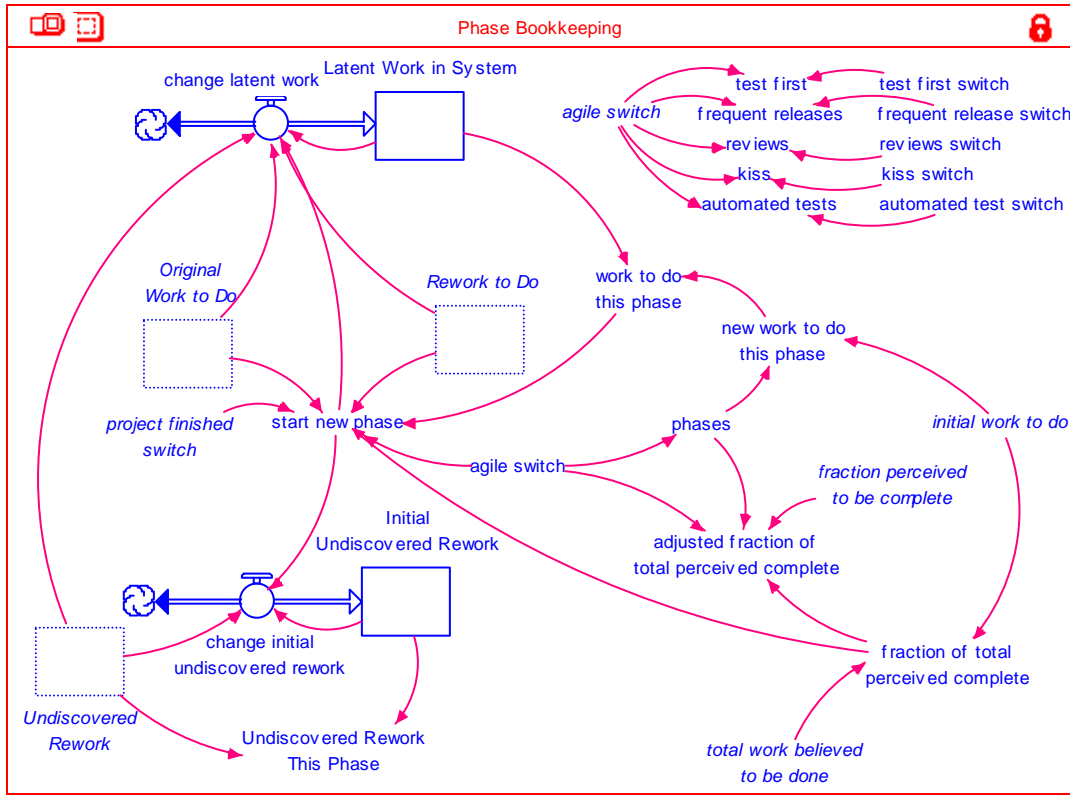 Phase Bookkeeping
change latent work
Latent Work in System
agile switch
test first
test first switch
frequent releases
frequent release switch
reviews
reviews switch
kiss
kiss switch
automated tests
automated test switch
Original
Work to Do
Rework to Do
work to do
this phase
new work to do
this phase
project finished
switch
start new phase
phases
initial work to do
agile switch
fraction perceived
to be complete
Initial
Undiscovered Rework
adjusted fraction of
total perceived complete
change initial
undiscovered rework
fraction of total
perceived complete
Undiscovered
Rework
Undiscovered Rework
This Phase
total work believed
to be done